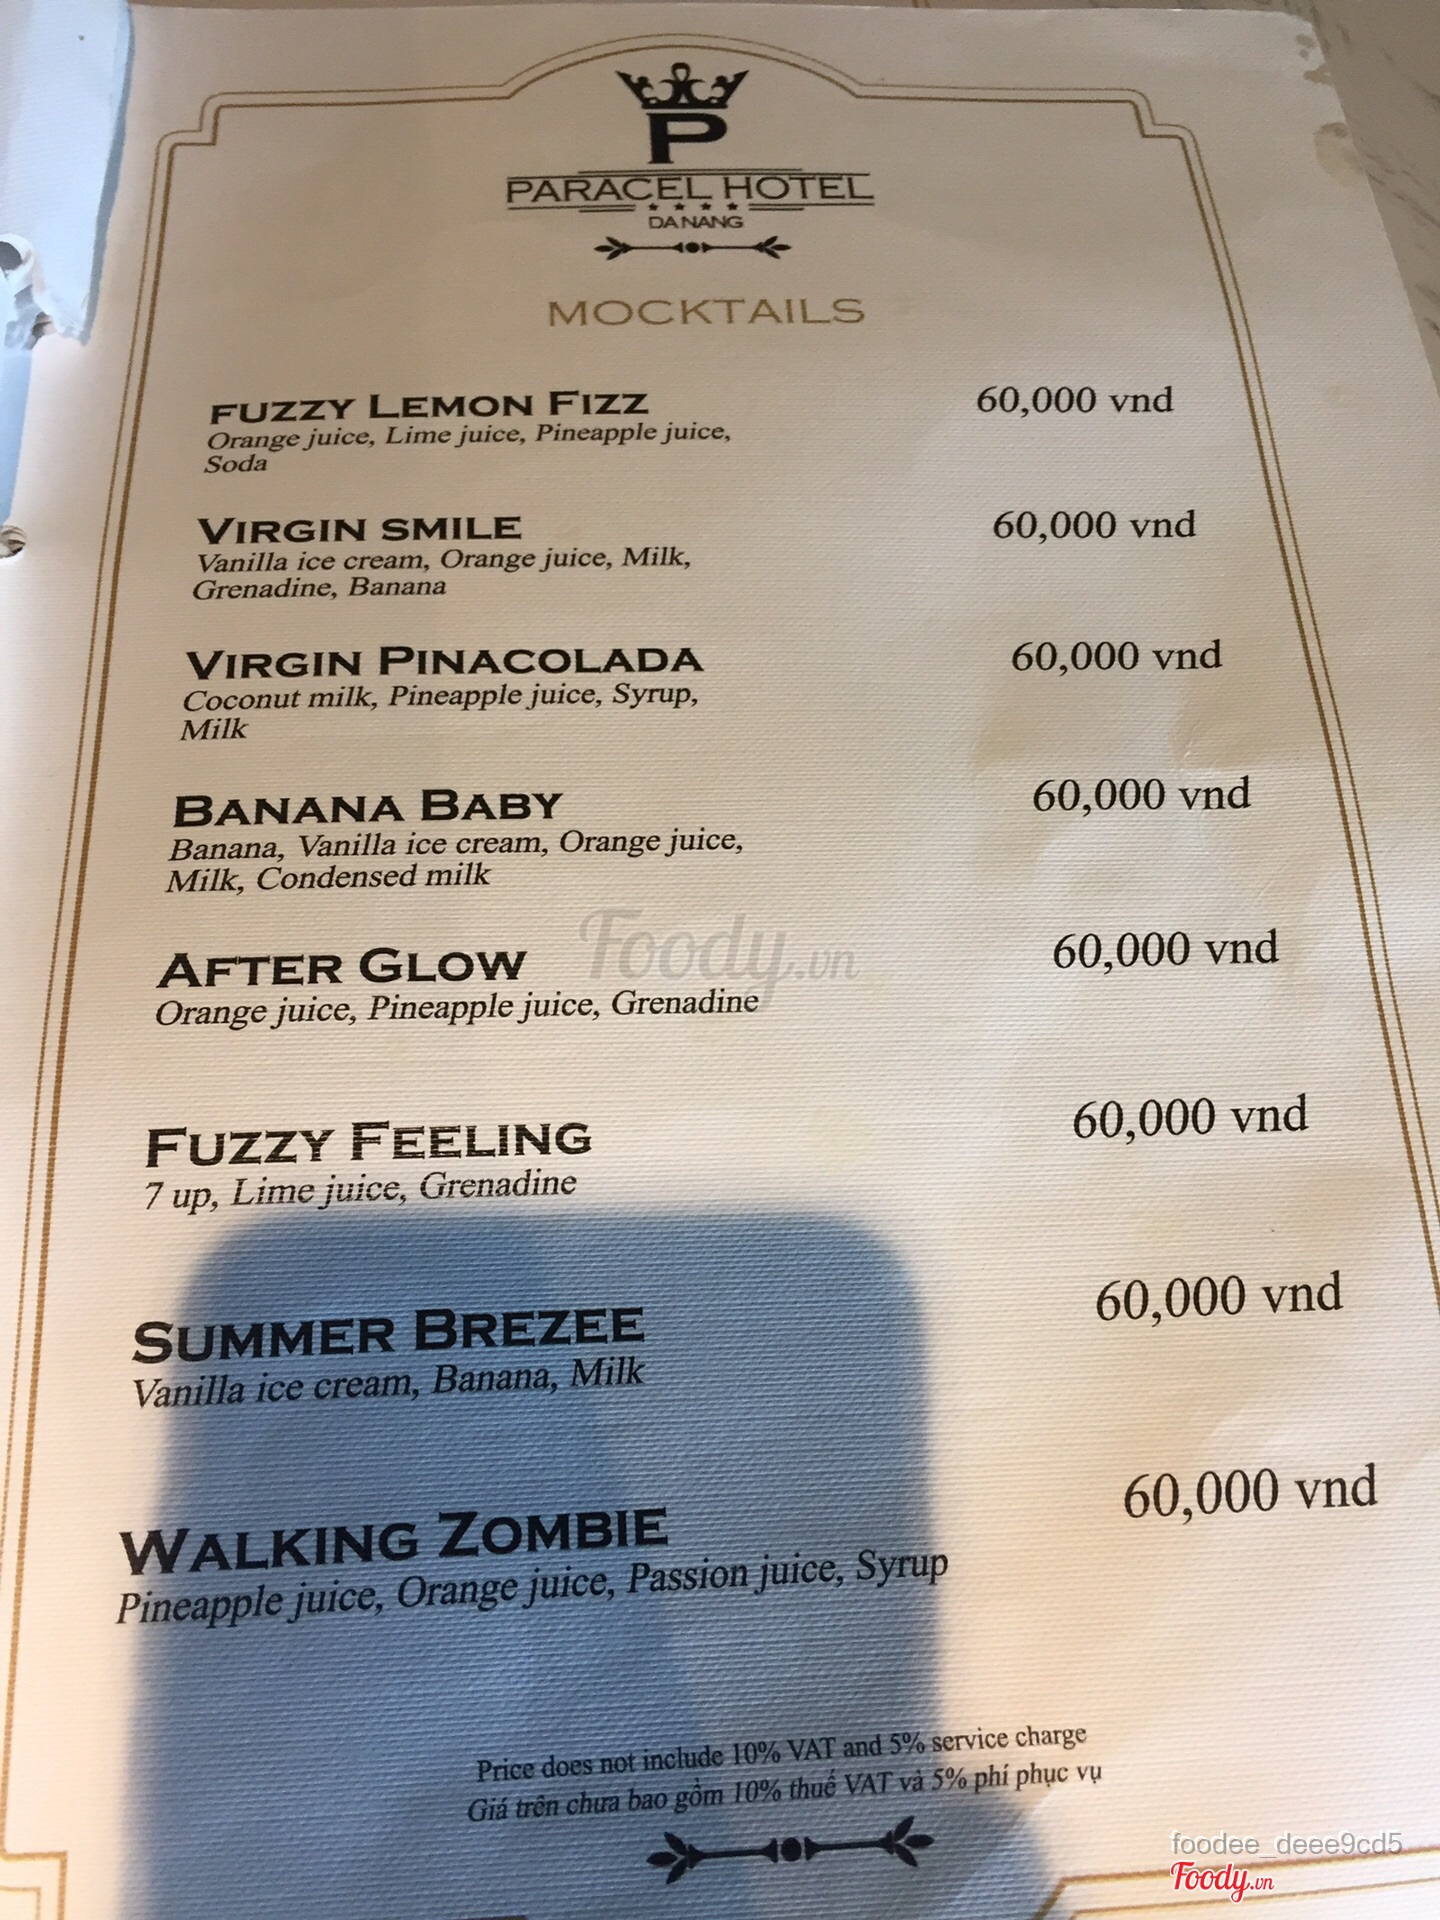 P
PARACEL HOTEL
DANANG
MOCKTAILS
FUZZY LEMON FIZZ 60,000 vnd
Orange juice, Lime juice, Pineapple juice,
Soda
VIRGIN SMILE 60,000 vnd
Vanilla ice cream, Orange juice, Milk,
Grenadine, Banana
VIRGIN PINACOLADA 60,000 vnd
Coconut milk, Pineapple juice, Syrup,
Milk
BANANA BABY 60,000 vnd
Banana, Vanilla ice cream, Orange juice,
Milk, Condensed milk
Foody.vn
AFTER GLOW 60,000 vnd
Orange juice, Pineapple juice, Grenadine
FUZZY FEELING 60,000 vnd
7 up, Lime juice, Grenadine
SUMMER BREZEE 60,000 vnd
Vanilla ice cream, Banana, Milk
WALKING ZOMBIE 60,000 vnd
Pineapple juice, Orange juice, Passion juice, Syrup
Price does not include 10% VAT and 5% service charge
Giá trên chưa bao gồm 10% thuế VAT và 5% phí phục vụ
foodee_deee9cd5
Foody.vn